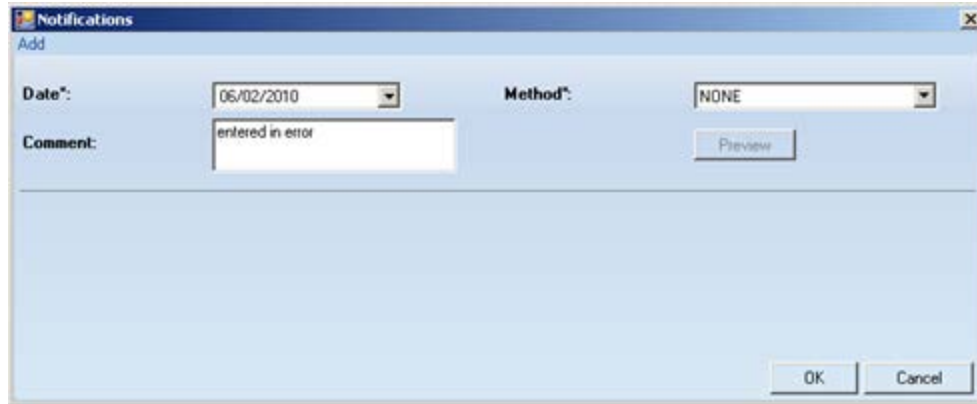 Notifications
Add
Date*: 06/02/2010 Method*: NONE
Comment: entered in error Preview
OK Cancel